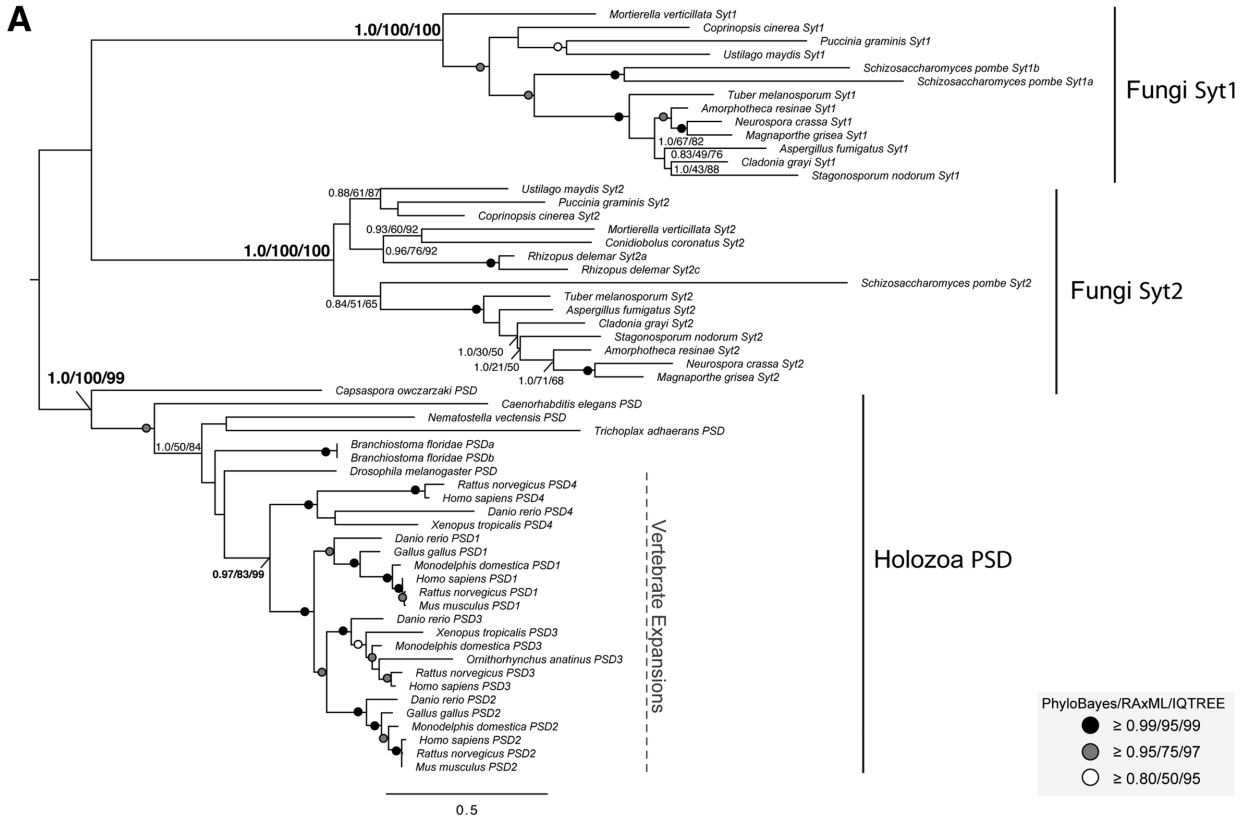 A
Mortierella verticillata Syt1
1.0/100/100
Coprinopsis cinerea Syt1
Puccinia graminis Syt1
Ustilago maydis Syt1
Schizosaccharomyces pombe Syt1b
Schizosaccharomyces pombe Syt1a
Tuber melanosporum Syt1
Amorphotheca resinae Syt1
Neurospora crassa Syt1
Magnaporthe grisea Syt1
1.0/67/82
Aspergillus fumigatus Syt1
0.83/49/76
Cladonia grayi Syt1
1.0/43/88
Stagonosporum nodorum Syt1
Fungi Syt1
Ustilago maydis Syt2
0.88/61/87
Puccinia graminis Syt2
Coprinopsis cinerea Syt2
0.93/60/92
Mortierella verticillata Syt2
Conidiobolus coronatus Syt2
1.0/100/100
0.96/76/92
Rhizopus delemar Syt2a
Rhizopus delemar Syt2c
Schizosaccharomyces pombe Syt2
0.84/51/65
Tuber melanosporum Syt2
Aspergillus fumigatus Syt2
Cladonia grayi Syt2
Stagonosporum nodorum Syt2
1.0/30/50
Amorphotheca resinae Syt2
1.0/21/50
Neurospora crassa Syt2
1.0/71/68
Magnaporthe grisea Syt2
Fungi Syt2
1.0/100/99
Capsaspora owczarzaki PSD
Caenorhabditis elegans PSD
Nematostella vectensis PSD
Trichoplax adhaerans PSD
1.0/50/84
Branchiostoma floridae PSDa
Branchiostoma floridae PSDb
Drosophila melanogaster PSD
Rattus norvegicus PSD4
Homo sapiens PSD4
Danio rerio PSD4
Xenopus tropicalis PSD4
Danio rerio PSD1
Gallus gallus PSD1
Monodelphis domestica PSD1
0.97/83/99
Homo sapiens PSD1
Rattus norvegicus PSD1
Mus musculus PSD1
Danio rerio PSD3
Xenopus tropicalis PSD3
Monodelphis domestica PSD3
Ornithorhynchus anatinus PSD3
Rattus norvegicus PSD3
Homo sapiens PSD3
Danio rerio PSD2
Gallus gallus PSD2
Monodelphis domestica PSD2
Homo sapiens PSD2
Rattus norvegicus PSD2
Mus musculus PSD2
Vertebrate Expansions
Holozoa PSD
0.5
PhyloBayes/RAxML/IQTREE
≥ 0.99/95/99
≥ 0.95/75/97
≥ 0.80/50/95